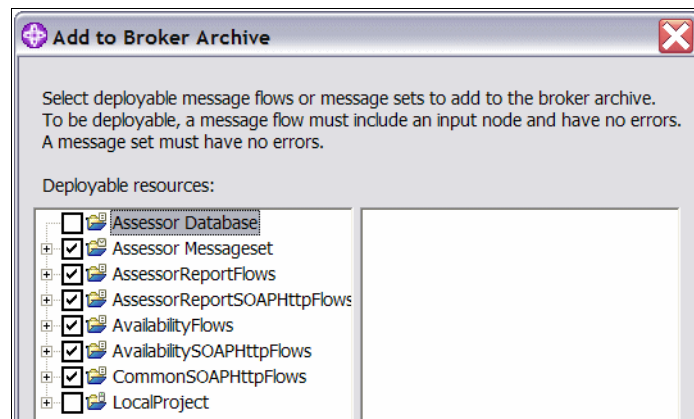 Add to Broker Archive
Select deployable message flows or message sets to add to the broker archive.
To be deployable, a message flow must include an input node and have no errors.
A message set must have no errors.
Deployable resources:
Assessor Database
Assessor Messageset
AssessorReportFlows
AssessorReportSOAPHttpFlows
AvailabilityFlows
AvailabilitySOAPHttpFlows
CommonSOAPHttpFlows
LocalProject